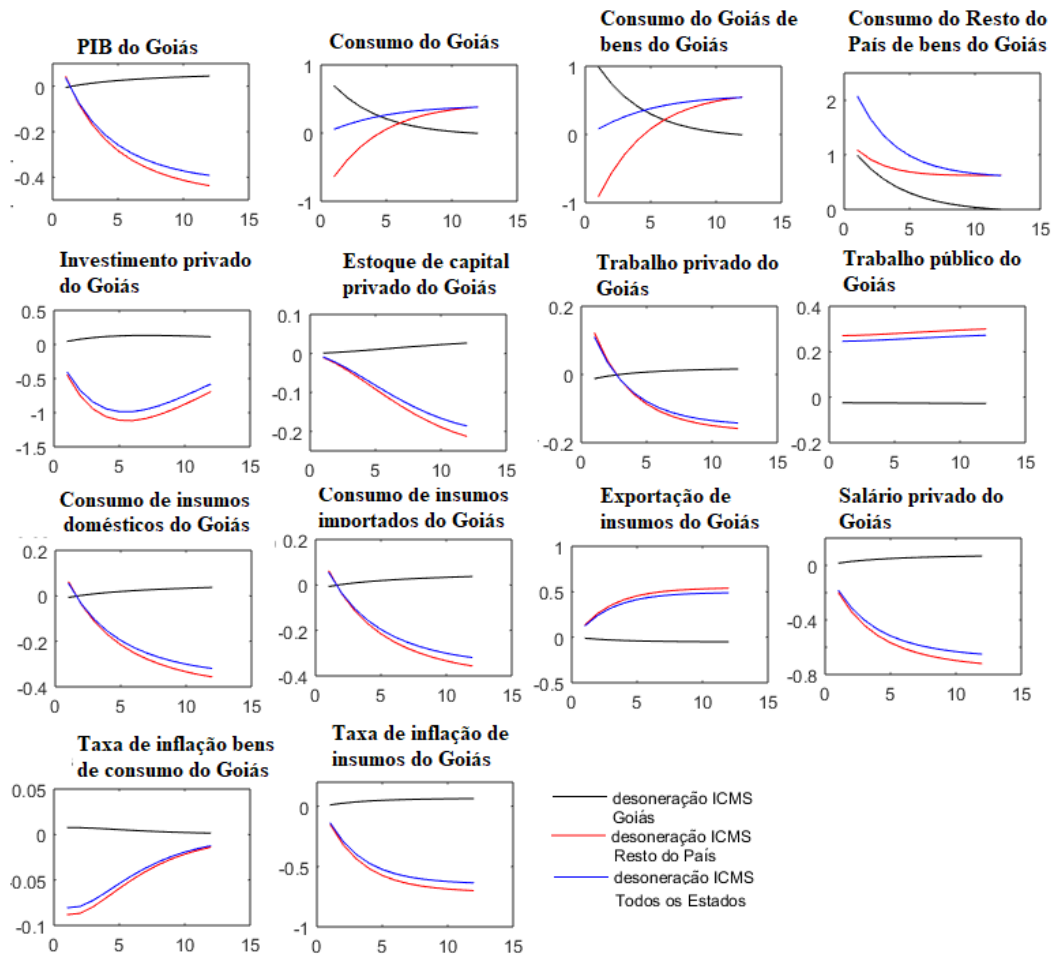 PIB do Goiás
Consumo do Goiás
Consumo do Goiás de
bens do Goiás
Consumo do Resto do
País de bens do Goiás
0
-0.2
-0.4
0 5 10 15
1
0
-1
0 5 10 15
1
0
-1
0 5 10 15
2
1
0
0 5 10 15
Investimento privado
do Goiás
Estoque de capital
privado do Goiás
Trabalho privado do
Goiás
Trabalho público do
Goiás
0.5
0
-0.5
-1
-1.5
0 5 10 15
0.1
0
-0.1
-0.2
0 5 10 15
0.2
0
-0.2
0 5 10 15
0.4
0.2
0
-0.2
0 5 10 15
Consumo de insumos
domésticos do Goiás
Consumo de insumos
importados do Goiás
Exportação de
insumos do Goiás
Salário privado do
Goiás
0.2
0
-0.2
-0.4
0 5 10 15
0.2
0
-0.2
-0.4
0 5 10 15
1
0.5
0
-0.5
0 5 10 15
0
-0.4
-0.8
0 5 10 15
Taxa de inflação bens
de consumo do Goiás
Taxa de inflação de
insumos do Goiás
0.05
0
-0.05
-0.1
0 5 10 15
0
-0.5
-1
0 5 10 15
desoneração ICMS
Goiás
desoneração ICMS
Resto do País
desoneração ICMS
Todos os Estados